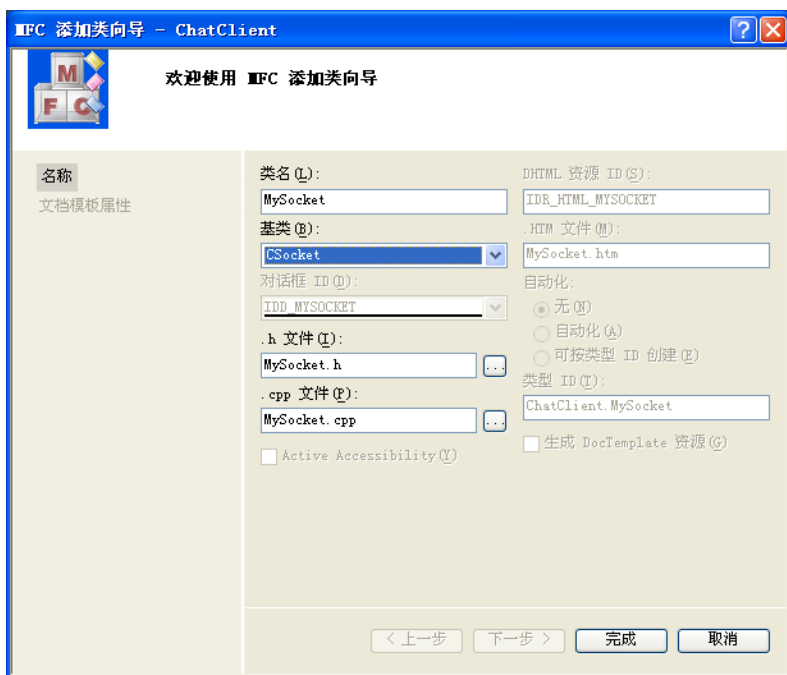 MFC 添加类向导 - ChatClient
MFC
欢迎使用 MFC 添加类向导
名称
文档模板属性
类名(L):
MySocket
基类(B):
CSocket
对话框 ID(D):
IDD_MYSOCKET
.h 文件(I):
MySocket.h
...
.cpp 文件(P):
MySocket.cpp
...
Active Accessibility(Y)
DHTML 资源 ID(S):
IDR_HTML_MYSOCKET
.HTM 文件(M):
MySocket.htm
自动化:
无(N)
自动化(A)
可按类型 ID 创建(E)
类型 ID(T):
ChatClient.MySocket
生成 DocTemplate 资源(G)
< 上一步
下一步 >
完成
取消